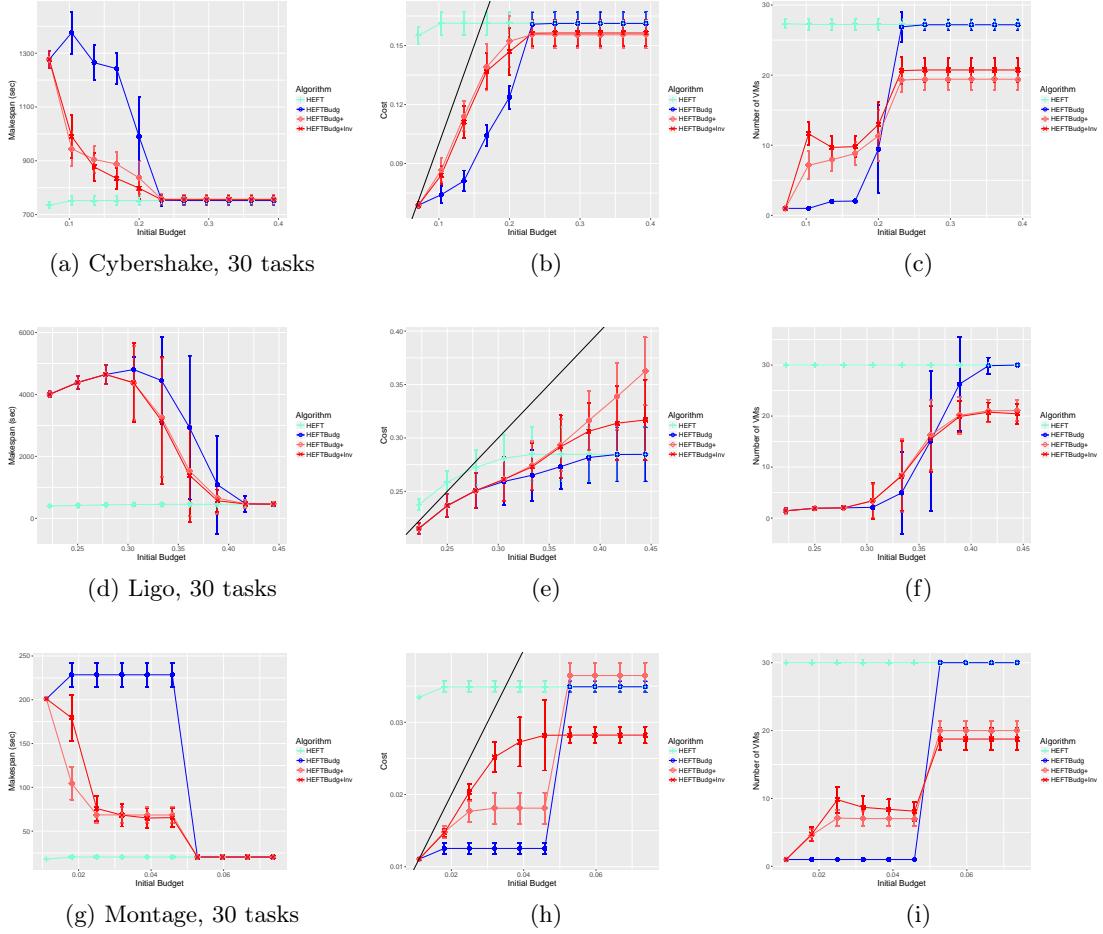 Makespan (sec)
1300
1100
900
700
0.1 0.2 0.3 0.4
Initial Budget
Algorithm
HEFT
HEFTBudg
HEFTBudg+
HEFTBudg+Inv
(a) Cybershake, 30 tasks
Cost
0.15
0.12
0.09
0.1 0.2 0.3 0.4
Initial Budget
Algorithm
HEFT
HEFTBudg
HEFTBudg+
HEFTBudg+Inv
(b)
Number of VMs
30
20
10
0
0.1 0.2 0.3 0.4
Initial Budget
Algorithm
HEFT
HEFTBudg
HEFTBudg+
HEFTBudg+Inv
(c)
Makespan (sec)
6000
4000
2000
0
0.25 0.30 0.35 0.40 0.45
Initial Budget
Algorithm
HEFT
HEFTBudg
HEFTBudg+
HEFTBudg+Inv
(d) Ligo, 30 tasks
Cost
0.40
0.35
0.30
0.25
0.25 0.30 0.35 0.40 0.45
Initial Budget
Algorithm
HEFT
HEFTBudg
HEFTBudg+
HEFTBudg+Inv
(e)
Number of VMs
30
20
10
0
0.25 0.30 0.35 0.40 0.45
Initial Budget
Algorithm
HEFT
HEFTBudg
HEFTBudg+
HEFTBudg+Inv
(f)
Makespan (sec)
250
200
150
100
50
0.02 0.04 0.06
Initial Budget
Algorithm
HEFT
HEFTBudg
HEFTBudg+
HEFTBudg+Inv
(g) Montage, 30 tasks
Cost
0.03
0.02
0.01
0.02 0.04 0.06
Initial Budget
Algorithm
HEFT
HEFTBudg
HEFTBudg+
HEFTBudg+Inv
(h)
Number of VMs
30
20
10
0
0.02 0.04 0.06
Initial Budget
Algorithm
HEFT
HEFTBudg
HEFTBudg+
HEFTBudg+Inv
(i)